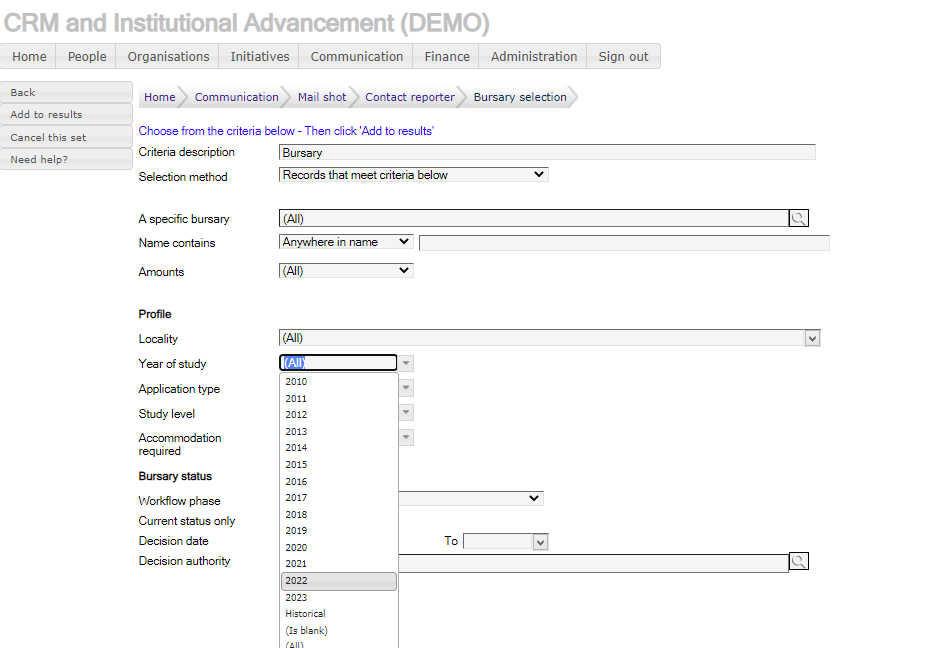 CRM and Institutional Advancement (DEMO)
Home People Organisations Initiatives Communication Finance Administration Sign out
Back
Add to results
Cancel this set
Need help?
Home Communication Mail shot Contact reporter Bursary selection
Choose from the criteria below - Then click 'Add to results'
Criteria description Bursary
Selection method Records that meet criteria below
A specific bursary (All)
Name contains Anywhere in name
Amounts (All)
Profile
Locality (All)
Year of study (All)
Application type
Study level
Accommodation
required
Bursary status
Workflow phase
Current status only
Decision date To
Decision authority
2010
2011
2012
2013
2014
2015
2016
2017
2018
2019
2020
2021
2022
2023
Historical
(Is blank)
(All)